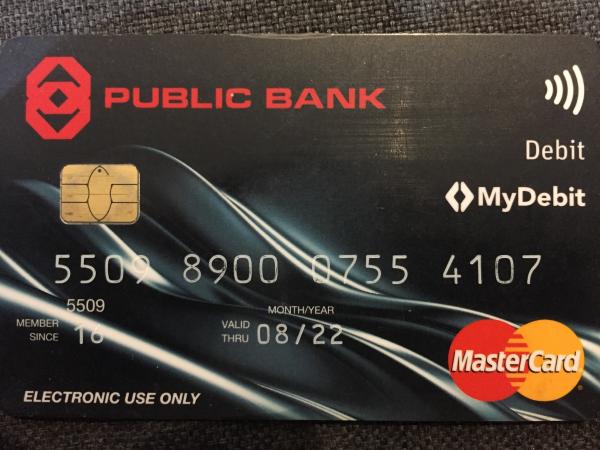 PUBLIC BANK
Debit
MyDebit
5509 8900 0755 4107
5509
MONTH/YEAR
MEMBER SINCE 16 VALID THRU 08/22
MasterCard
ELECTRONIC USE ONLY